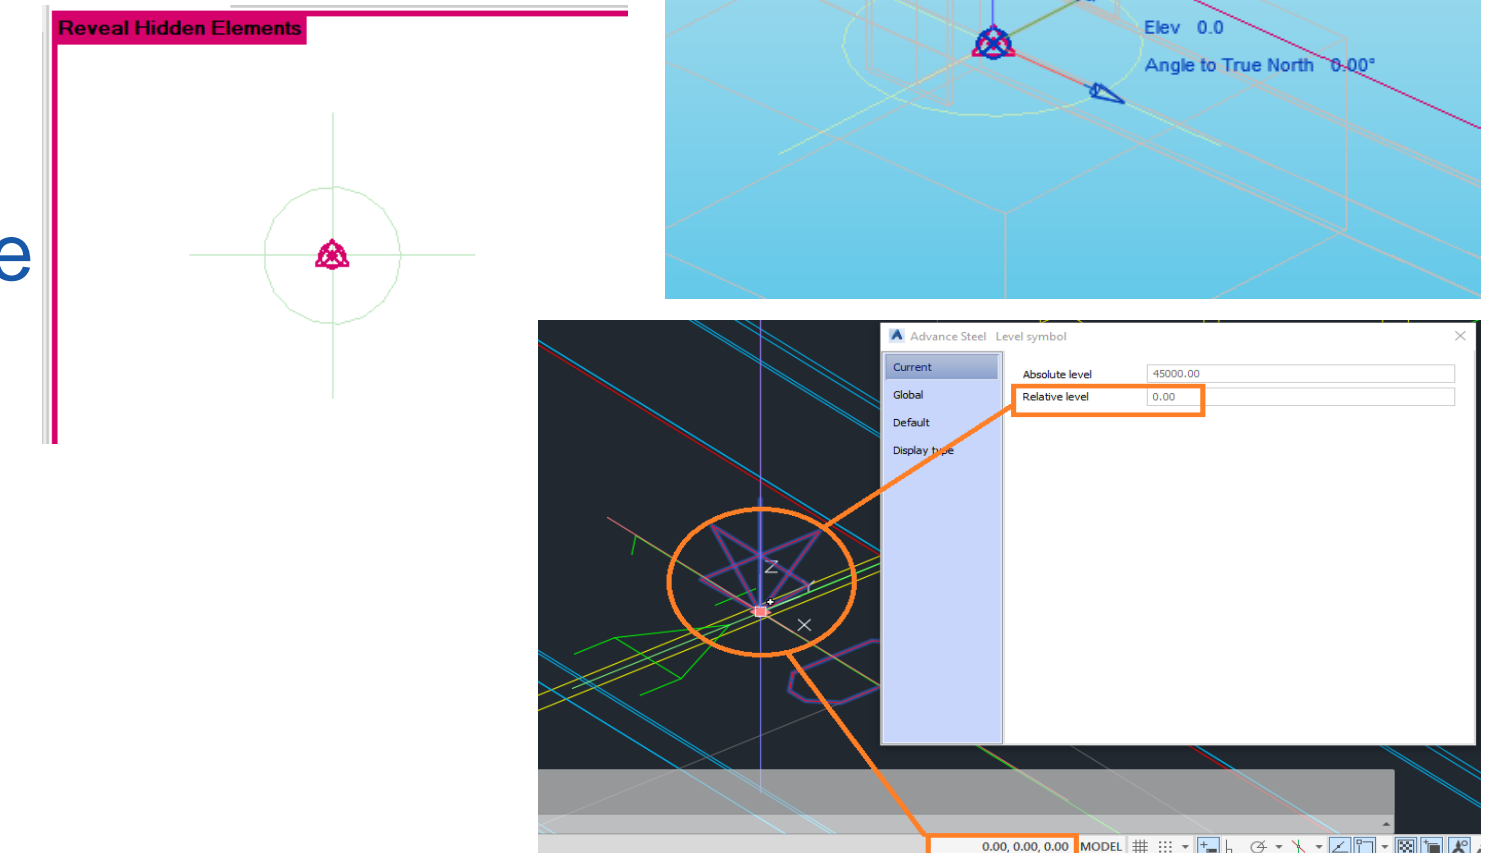 Reveal Hidden Elements
Elev 0.0
Angle to True North 0.00°
e
Advance Steel Level symbol
Current
Absolute level 45000.00
Global
Relative level 0.00
Default
Display type
Z
Y
X
0.00, 0.00, 0.00 MODEL